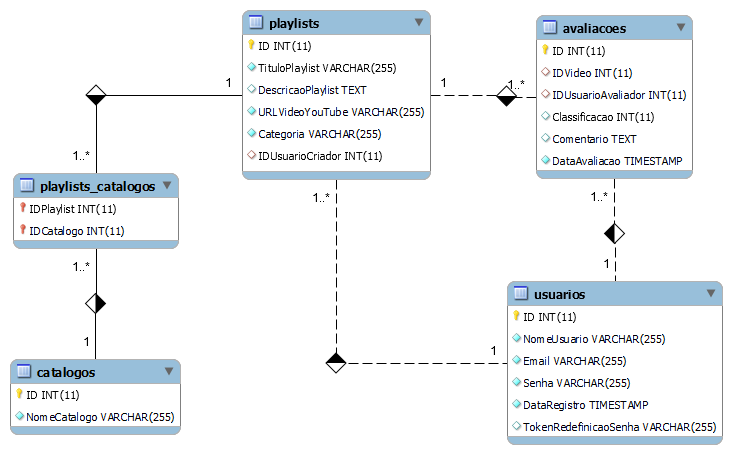 playlists
ID INT(11)
TituloPlaylist VARCHAR(255)
DescricaoPlaylist TEXT
URLVideoYouTube VARCHAR(255)
Categoria VARCHAR(255)
IDUsuarioCriador INT(11)
avaliacoes
ID INT(11)
IDVideo INT(11)
IDUsuarioAvaliador INT(11)
Classificacao INT(11)
Comentario TEXT
DataAvaliacao TIMESTAMP
1
1
1..*
1..*
playlists_catalogos
IDPlaylist INT(11)
IDCatalogo INT(11)
1..*
1..*
1..*
1
usuarios
ID INT(11)
NomeUsuario VARCHAR(255)
Email VARCHAR(255)
Senha VARCHAR(255)
DataRegistro TIMESTAMP
TokenRedefinicaoSenha VARCHAR(255)
1
1
catalogos
ID INT(11)
NomeCatalogo VARCHAR(255)